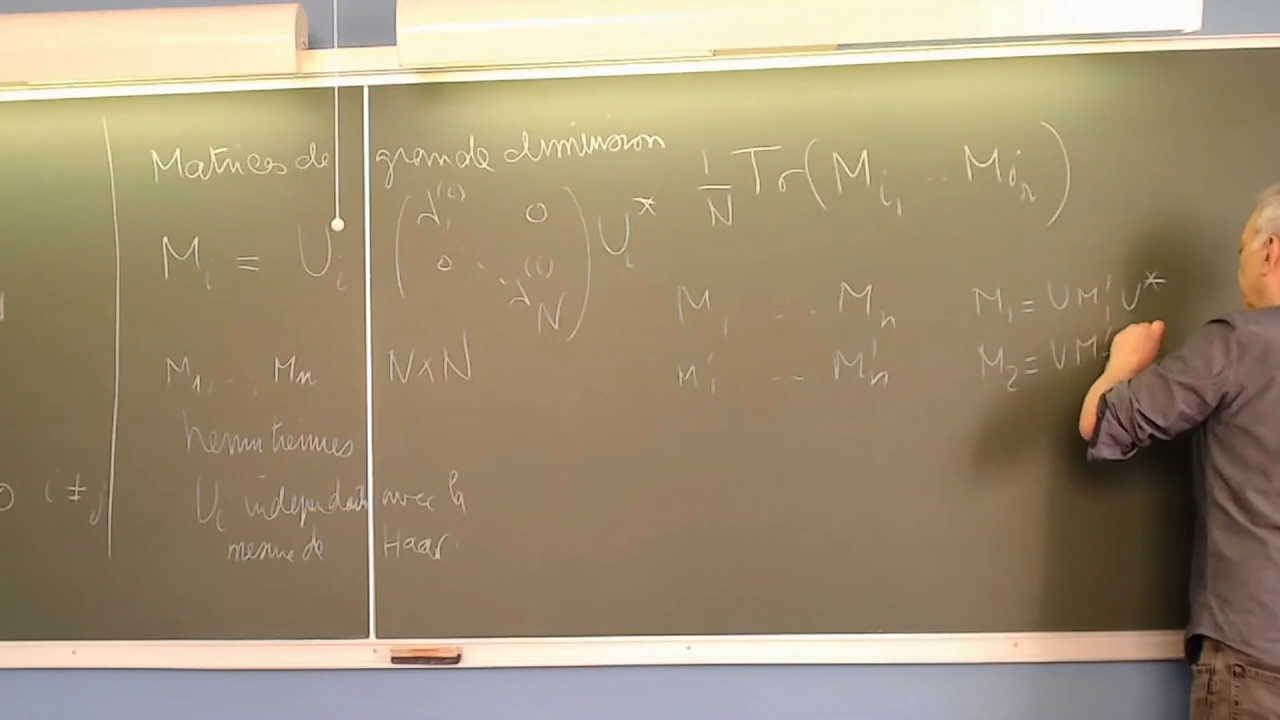 Matrices de grande dimension
M_i = U_i ( λ_1^{(i)} 0 0 ⋱ λ_N^{(i)} ) U_i^*
M_1, .., M_n N×N
hermitiennes
U_i indépendants avec la
mesure de Haar.
i ≠ j
1/N Tr(M_{i_1} .. M_{i_n})
M_1 ... M_n
M'_1 ... M'_n
M_1 = U M'_1 U^*
M_2 = U M'